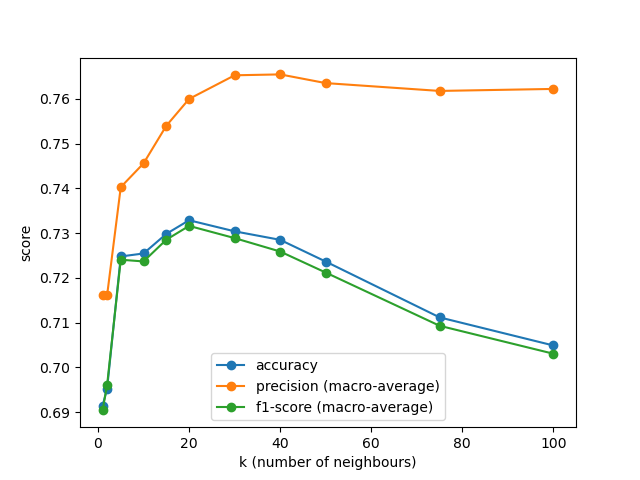 0.76
0.75
0.74
0.73
0.72
0.71
0.70
0.69
score
accuracy
precision (macro-average)
f1-score (macro-average)
0 20 40 60 80 100
k (number of neighbours)